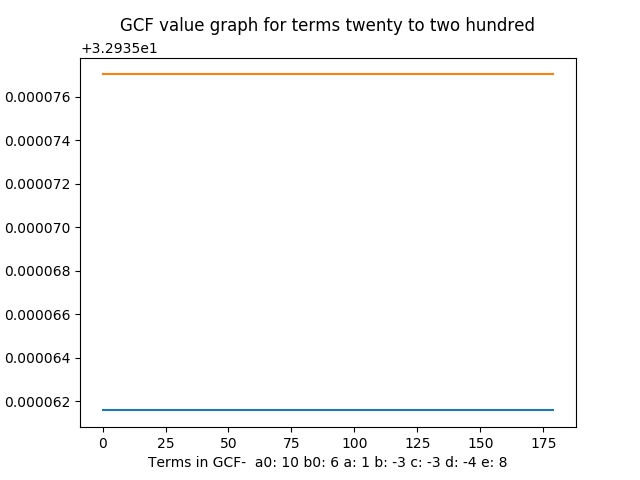 GCF value graph for terms twenty to two hundred
+3.2935e1
0.000076
0.000074
0.000072
0.000070
0.000068
0.000066
0.000064
0.000062
0 25 50 75 100 125 150 175
Terms in GCF-  a0: 10 b0: 6 a: 1 b: -3 c: -3 d: -4 e: 8